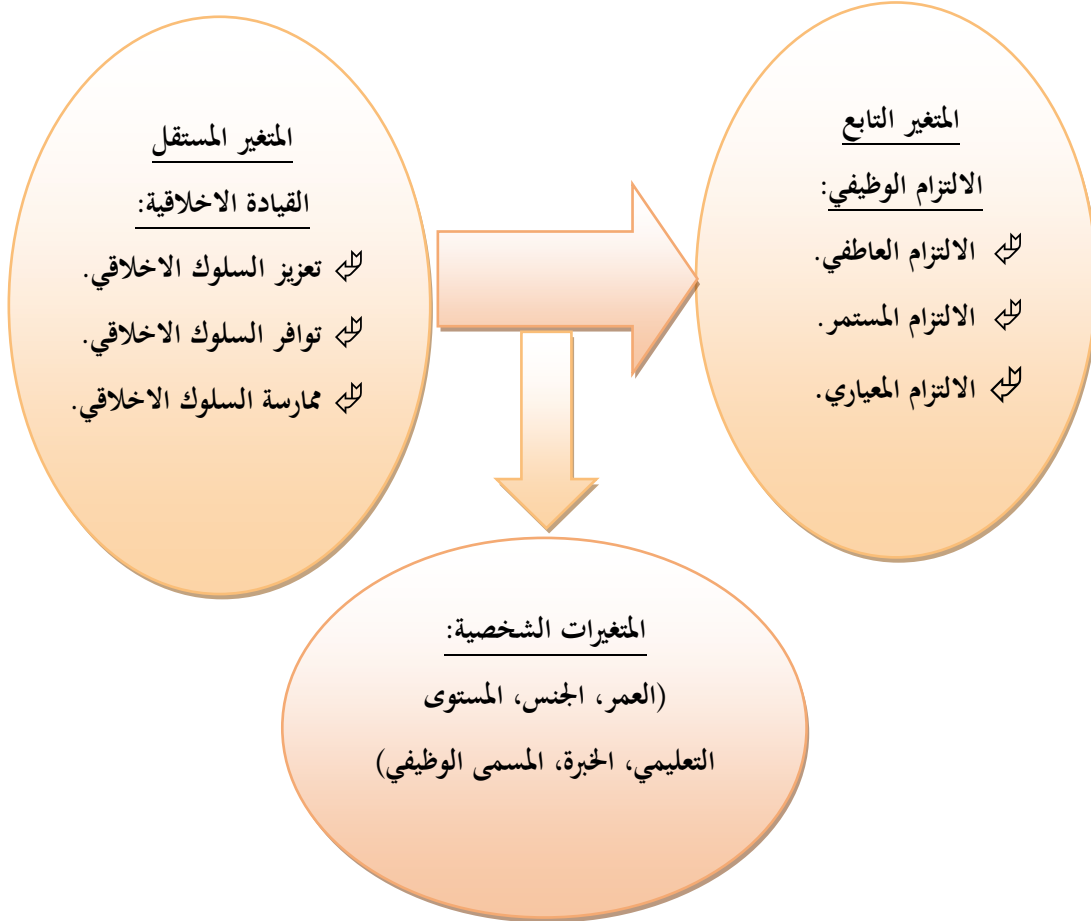 المتغير المستقل
القيادة الاخلاقية:
تعزيز السلوك الاخلاقي.
توافر السلوك الاخلاقي.
ممارسة السلوك الاخلاقي.
المتغير التابع
الالتزام الوظيفي:
الالتزام العاطفي.
الالتزام المستمر.
الالتزام المعياري.
المتغيرات الشخصية:
(العمر، الجنس، المستوى
التعليمي، الخبرة، المسمى الوظيفي)